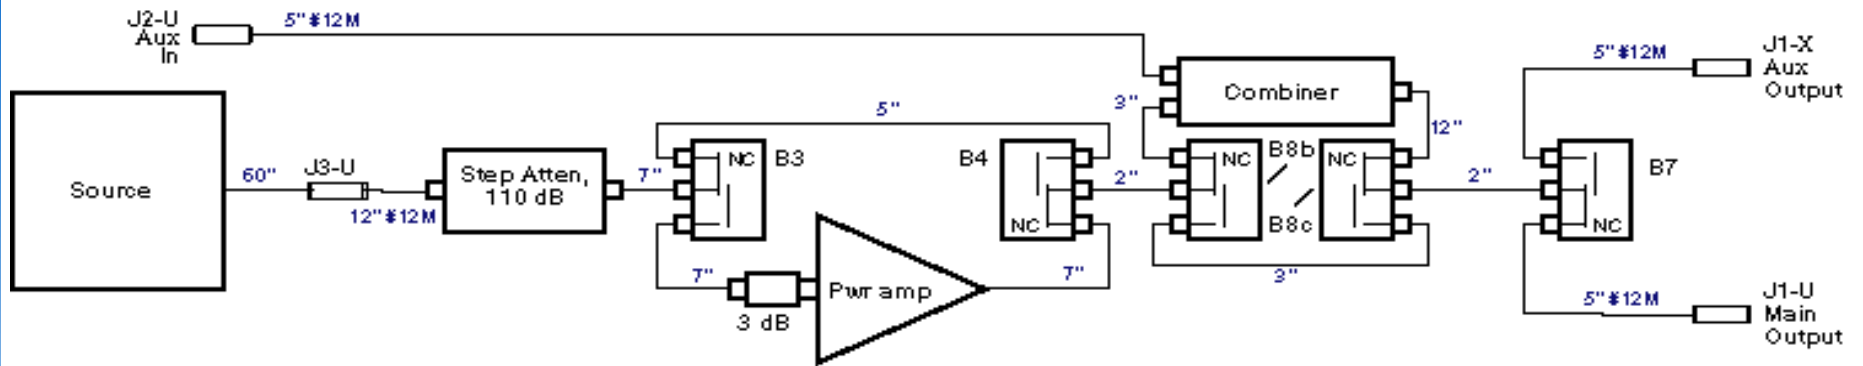 J2-U
Aux
In
5"#12M
Source
60"
J3-U
12"#12M
Step Atten,
110 dB
7"
5"
NC
B3
7"
3 dB
Pwr amp
7"
B4
NC
2"
3"
Combiner
12"
NC
B8b
B8c
NC
3"
2"
5"#12M
J1-X
Aux
Output
B7
NC
5"#12M
J1-U
Main
Output